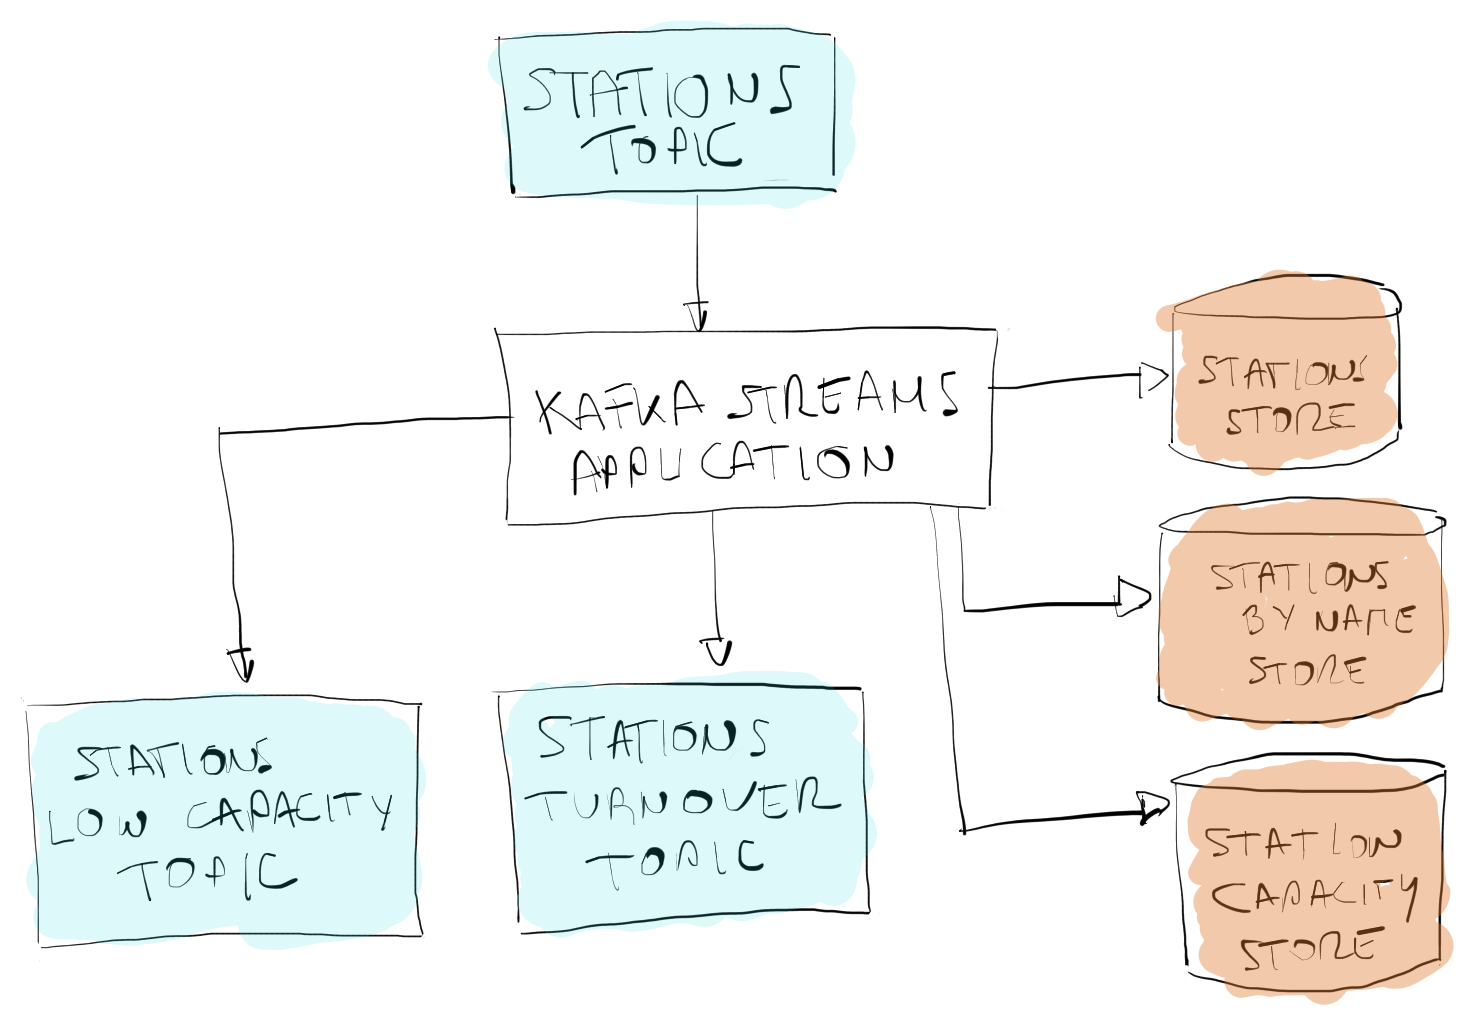 STATIONS
TOPIC
KAFKA STREAMS
APPLICATION
STATIONS
STORE
STATIONS
BY NAME
STORE
STATIONS
LOW CAPACITY
TOPIC
STATIONS
TURNOVER
TOPIC
STATION
CAPACITY
STORE